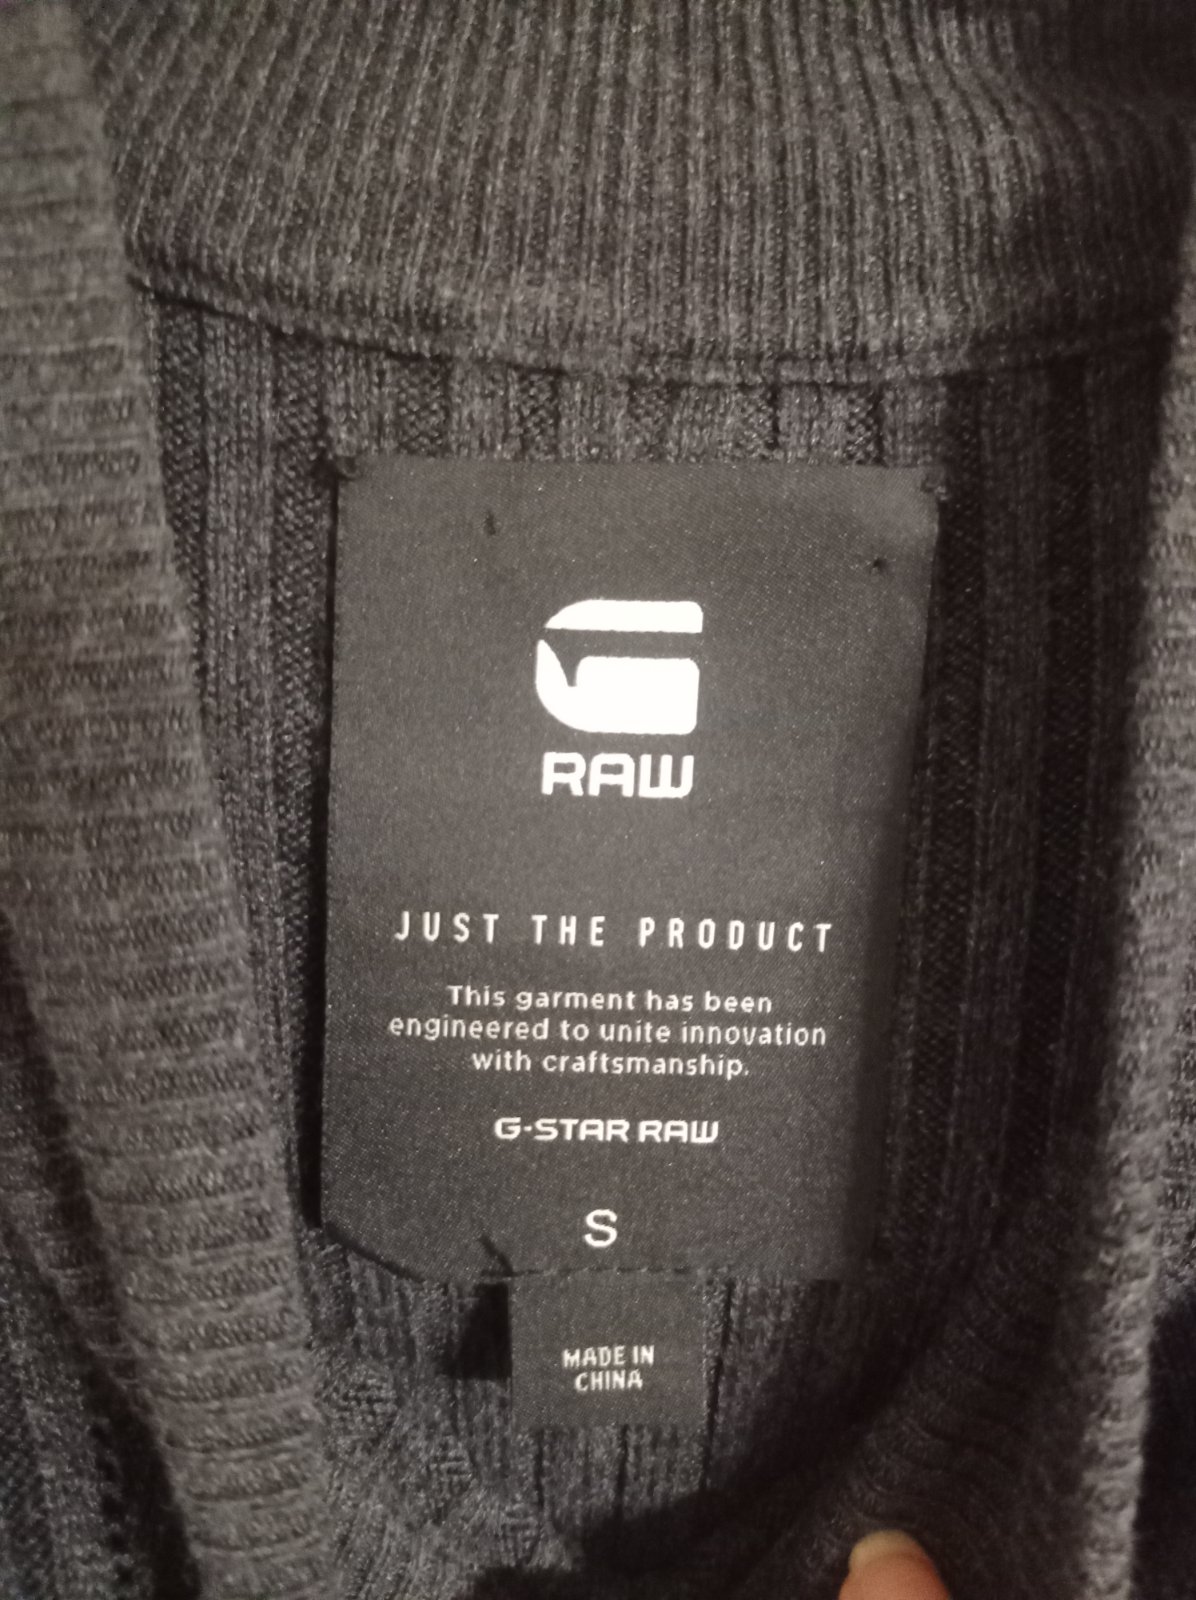 G
RAW
JUST THE PRODUCT
This garment has been
engineered to unite innovation
with craftsmanship.
G-STAR RAW
S
MADE IN
CHINA